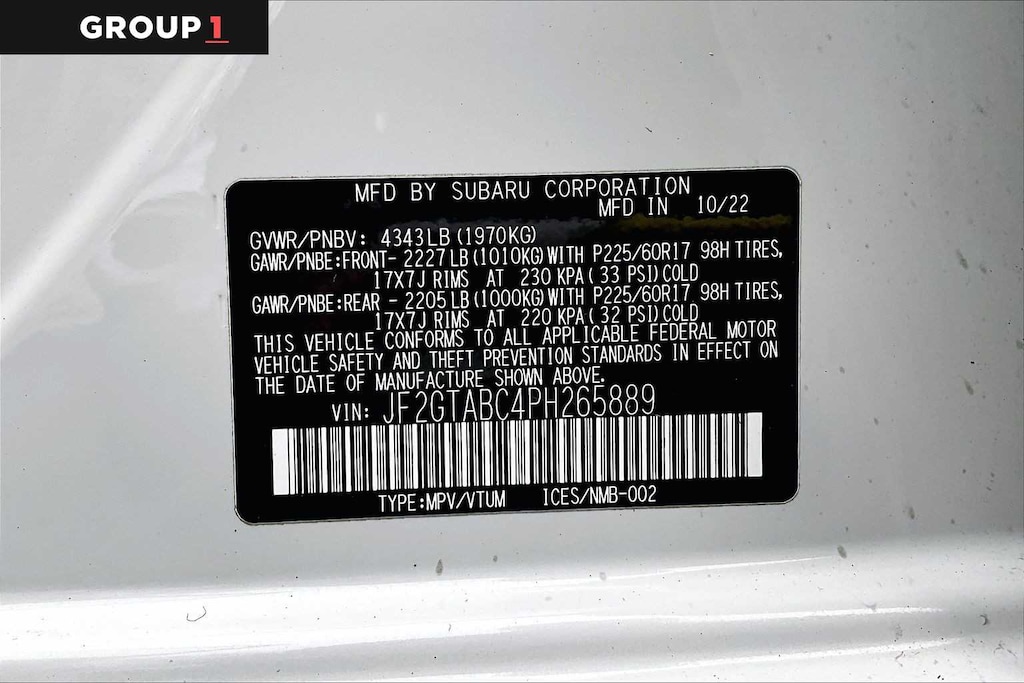 GROUP 1
MFD BY SUBARU CORPORATION
MFD IN 10/22
GVWR/PNBV: 4343LB (1970KG)
GAWR/PNBE:FRONT- 2227 LB (1010KG) WITH P225/60R17 98H TIRES,
17X7J RIMS AT 230 KPA( 33 PSI)COLD
GAWR/PNBE:REAR - 2205 LB (1000KG) WITH P225/60R17 98H TIRES,
17X7J RIMS AT 220 KPA( 32 PSI)COLD
THIS VEHICLE CONFORMS TO ALL APPLICABLE FEDERAL MOTOR
VEHICLE SAFETY AND THEFT PREVENTION STANDARDS IN EFFECT ON
THE DATE OF MANUFACTURE SHOWN ABOVE.
VIN: JF2GTABC4PH265889
TYPE:MPV/VTUM ICES/NMB-002